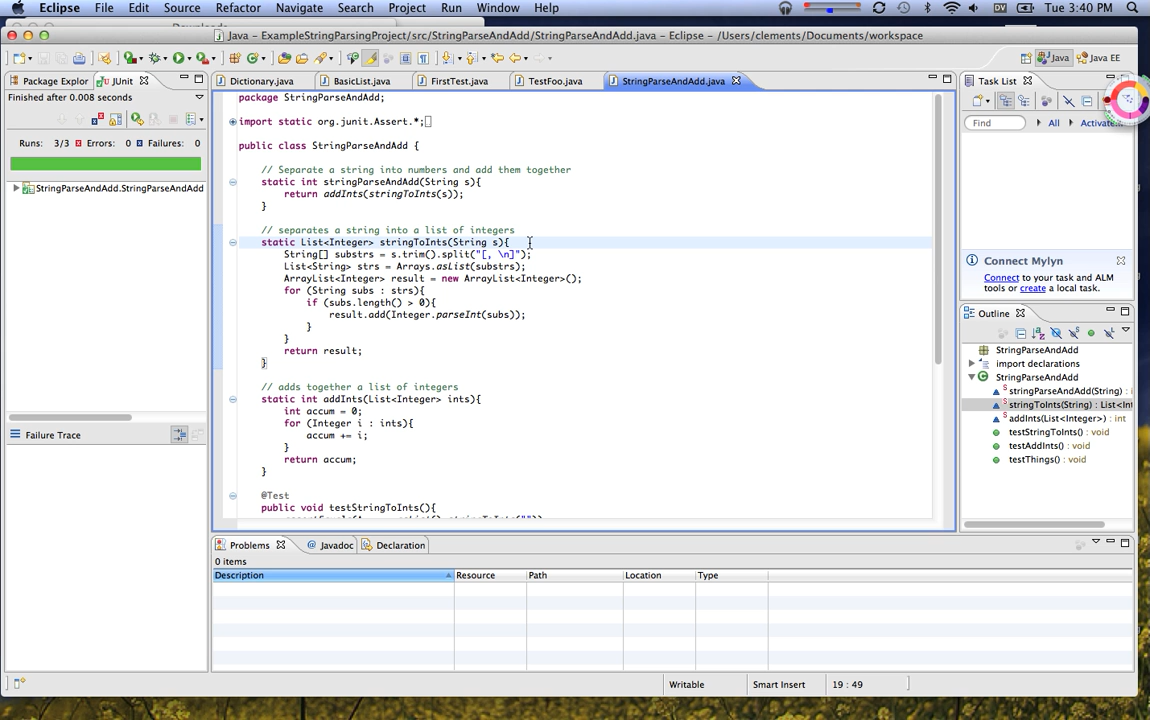 Eclipse File Edit Source Refactor Navigate Search Project Run Window Help
DV Tue 3:40 PM
Java – ExampleStringParsingProject/src/StringParseAndAdd/StringParseAndAdd.java – Eclipse – /Users/clements/Documents/workspace
Java Java EE
Package Explor JUnit
Finished after 0.008 seconds
Runs: 3/3 Errors: 0 Failures: 0
StringParseAndAdd.StringParseAndAdd
Failure Trace
Dictionary.java BasicList.java FirstTest.java TestFoo.java StringParseAndAdd.java
package StringParseAndAdd;
import static org.junit.Assert.*;
public class StringParseAndAdd {
// Separate a string into numbers and add them together
static int stringParseAndAdd(String s){
return addInts(stringToInts(s));
}
// separates a string into a list of integers
static List<Integer> stringToInts(String s){
String[] substrs = s.trim().split("[, \n]");
List<String> strs = Arrays.asList(substrs);
ArrayList<Integer> result = new ArrayList<Integer>();
for (String subs : strs){
if (subs.length() > 0){
result.add(Integer.parseInt(subs));
}
}
return result;
}
// adds together a list of integers
static int addInts(List<Integer> ints){
int accum = 0;
for (Integer i : ints){
accum += i;
}
return accum;
}
@Test
public void testStringToInts(){
Task List
Find All Activate...
Connect Mylyn
Connect to your task and ALM
tools or create a local task.
Outline
StringParseAndAdd
import declarations
StringParseAndAdd
stringParseAndAdd(String) : i
stringToInts(String) : List<Int
addInts(List<Integer>) : int
testStringToInts() : void
testAddInts() : void
testThings() : void
Problems @ Javadoc Declaration
0 items
Description Resource Path Location Type
Writable Smart Insert 19 : 49